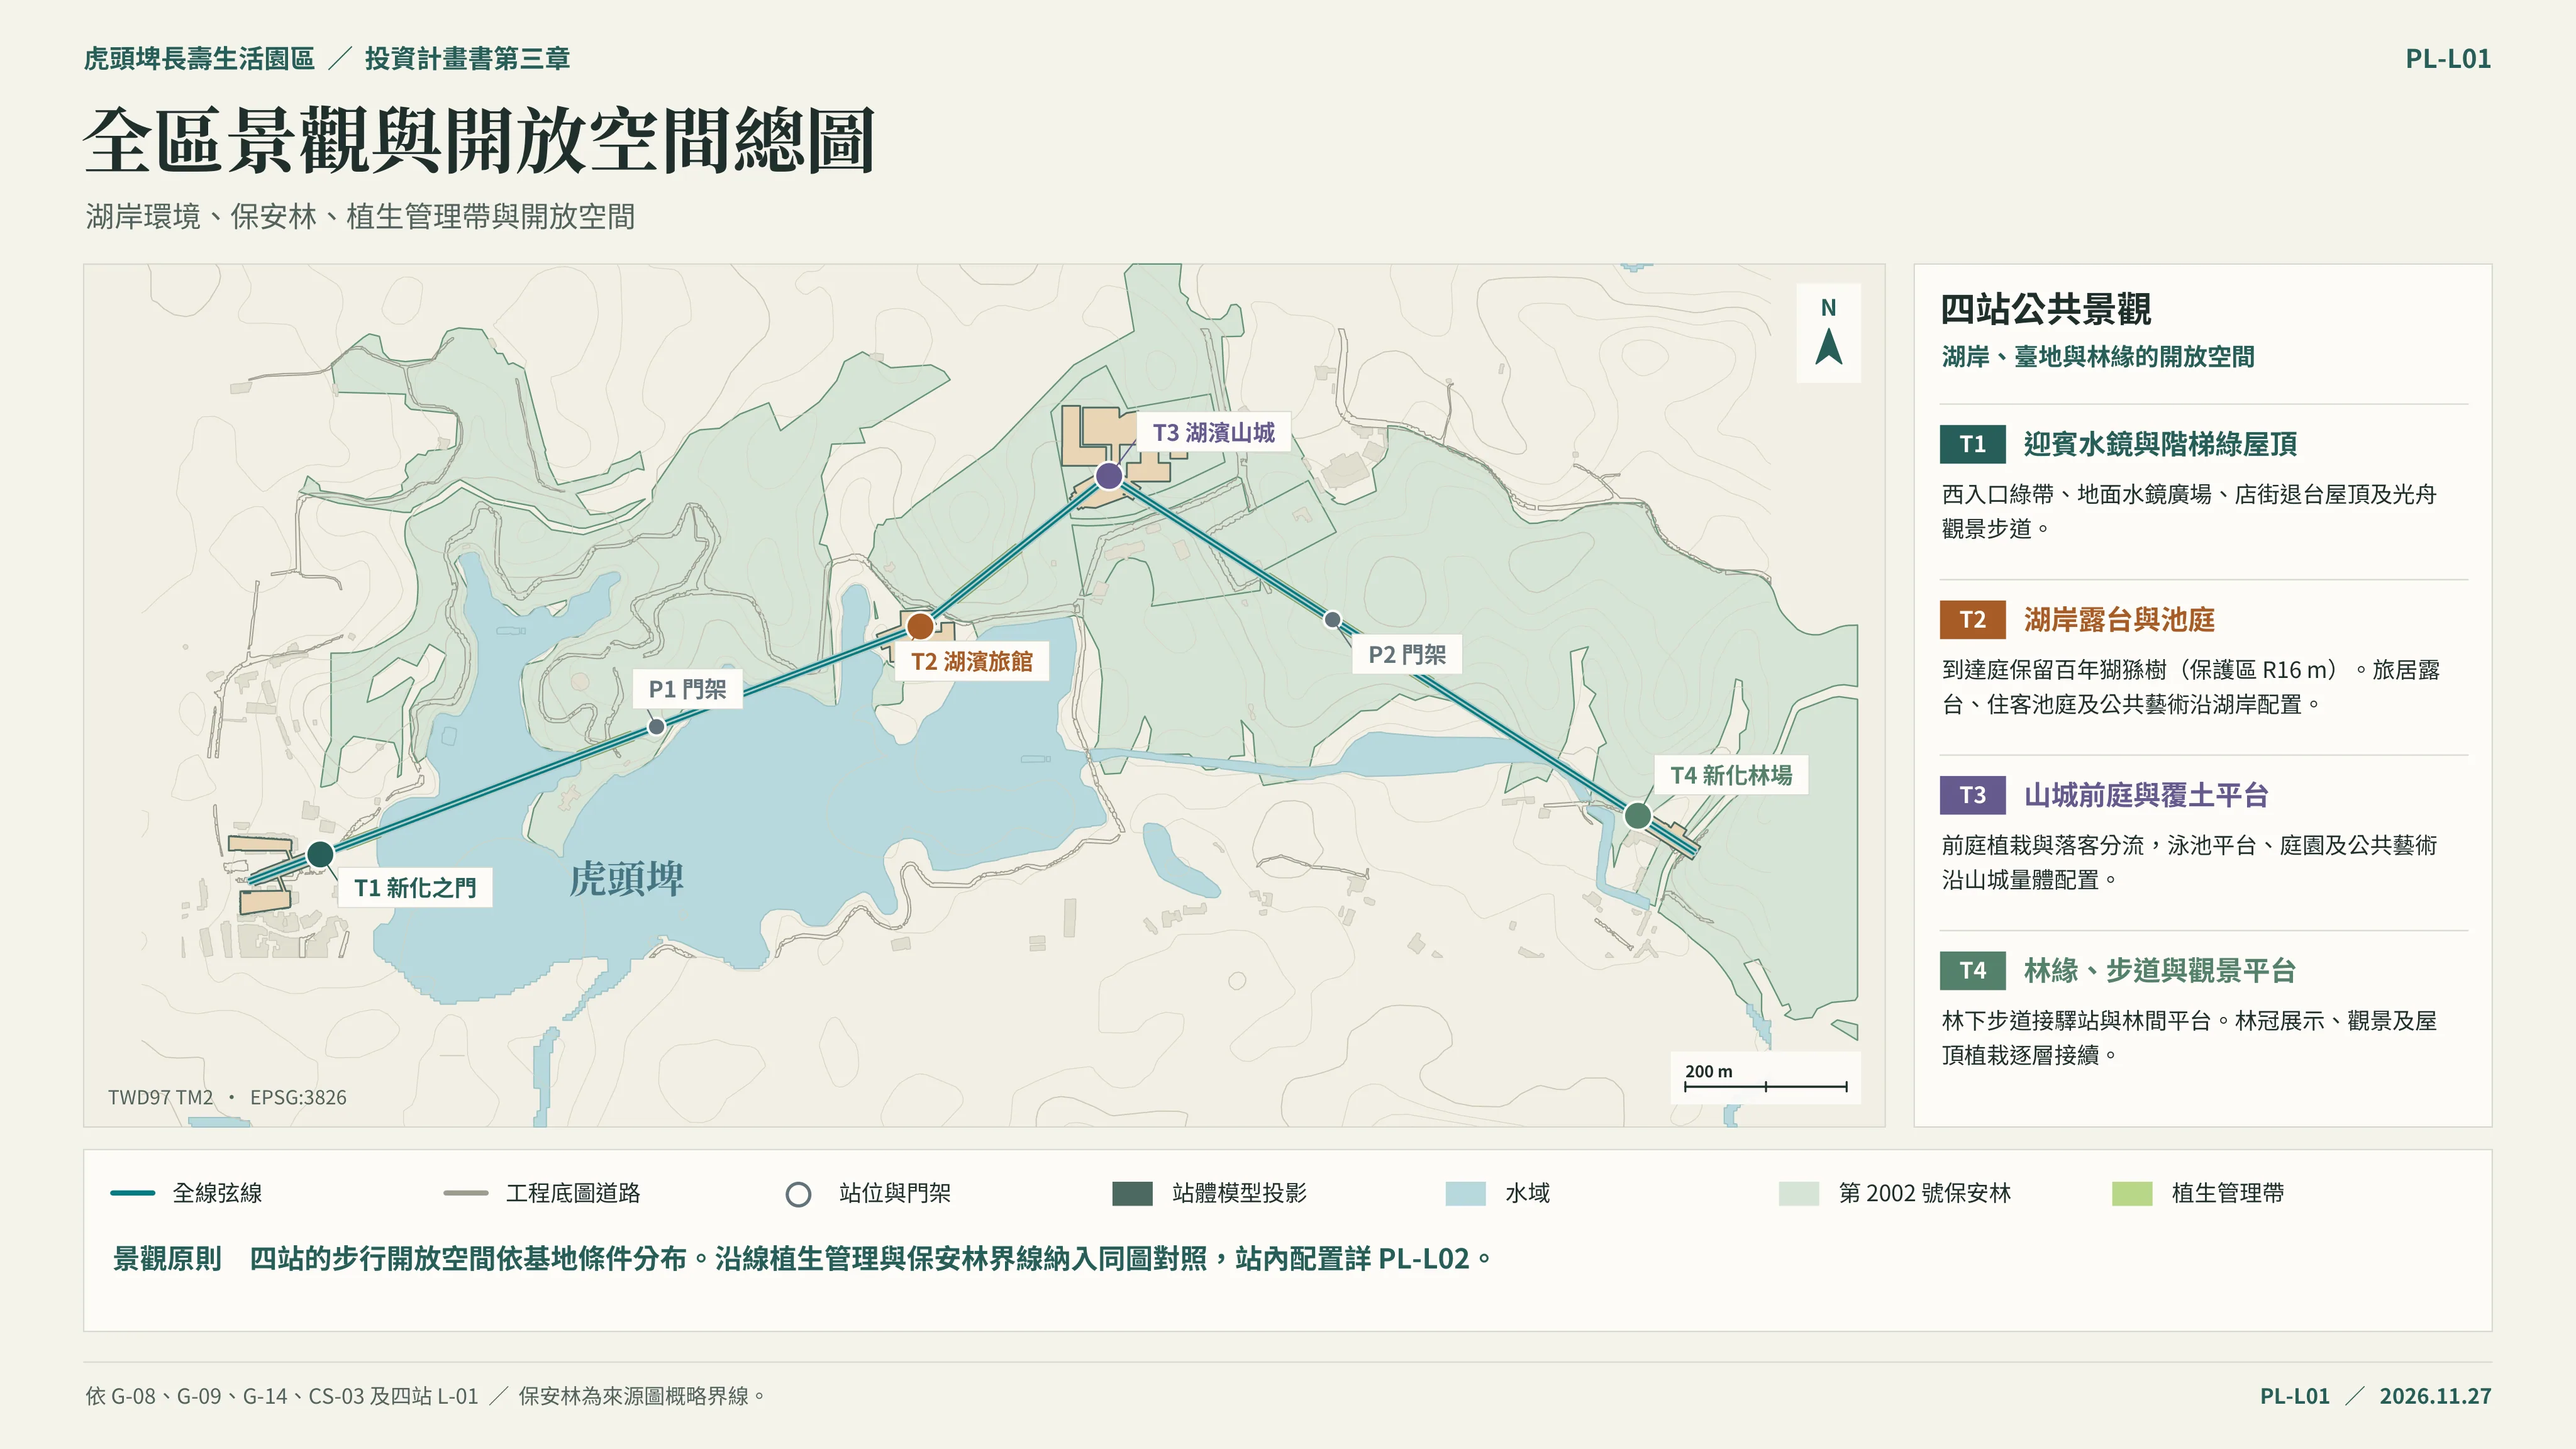 虎頭埤長壽生活園區 ／ 投資計畫書第三章
PL-L01
全區景觀與開放空間總圖
湖岸環境、保安林、植生管理帶與開放空間
N
T3 湖濱山城
T2 湖濱旅館
P2 門架
P1 門架
T4 新化林場
虎頭埤
T1 新化之門
200 m
TWD97 TM2 ・ EPSG:3826
四站公共景觀
湖岸、臺地與林緣的開放空間
T1 迎賓水鏡與階梯綠屋頂
西入口綠帶、地面水鏡廣場、店街退台屋頂及光舟
觀景步道。
T2 湖岸露台與池庭
到達庭保留百年猢猻樹（保護區 R16 m）。旅居露
台、住客池庭及公共藝術沿湖岸配置。
T3 山城前庭與覆土平台
前庭植栽與落客分流，泳池平台、庭園及公共藝術
沿山城量體配置。
T4 林緣、步道與觀景平台
林下步道接驛站與林間平台。林冠展示、觀景及屋
頂植栽逐層接續。
全線弦線 工程底圖道路 站位與門架 站體模型投影 水域 第 2002 號保安林 植生管理帶
景觀原則 四站的步行開放空間依基地條件分布。沿線植生管理與保安林界線納入同圖對照，站內配置詳 PL-L02。
依 G-08、G-09、G-14、CS-03 及四站 L-01 ／ 保安林為來源圖概略界線。
PL-L01 ／ 2026.11.27